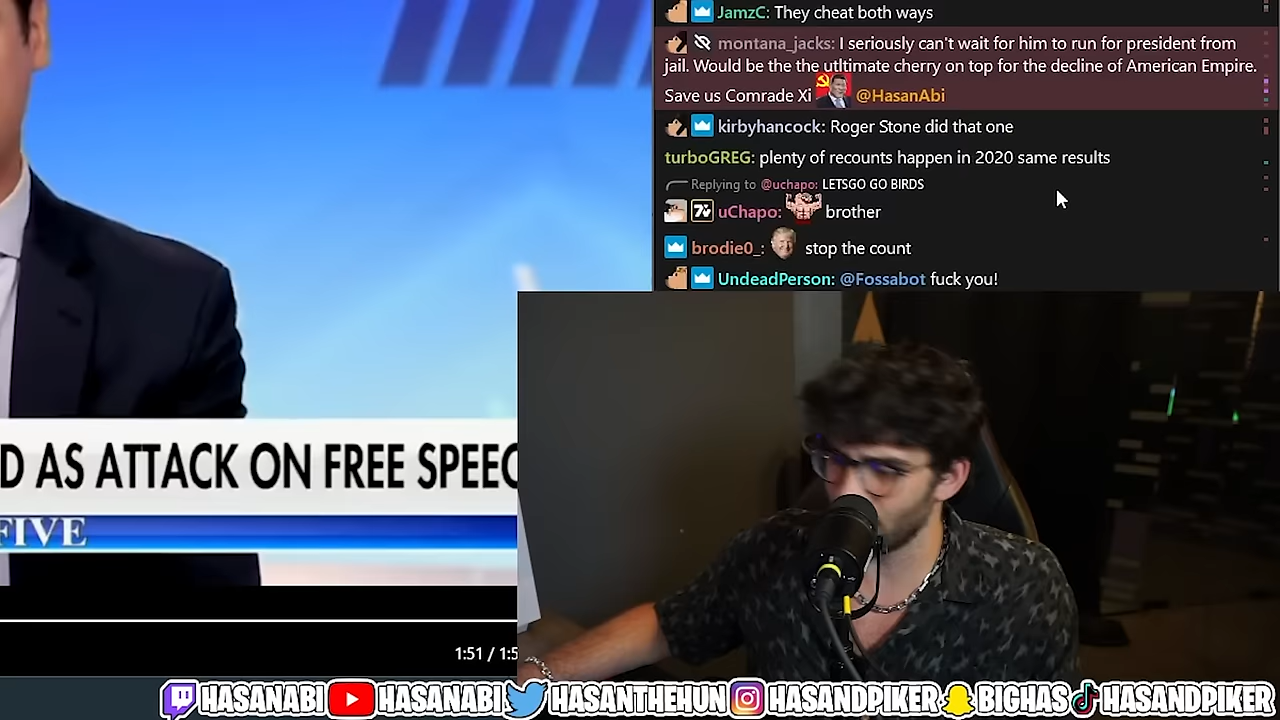 JamzC: They cheat both ways
montana_jacks: I seriously can't wait for him to run for president from
jail. Would be the the utltimate cherry on top for the decline of American Empire.
Save us Comrade Xi @HasanAbi
kirbyhancock: Roger Stone did that one
turboGREG: plenty of recounts happen in 2020 same results
Replying to @uchapo: LETSGO GO BIRDS
uChapo: brother
brodie0_: stop the count
UndeadPerson: @Fossabot fuck you!
D AS ATTACK ON FREE SPEEC
FIVE
1:51 / 1:5
HASANABI HASANABI HASANTHEHUN HASANDPIKER BIGHAS HASANDPIKER